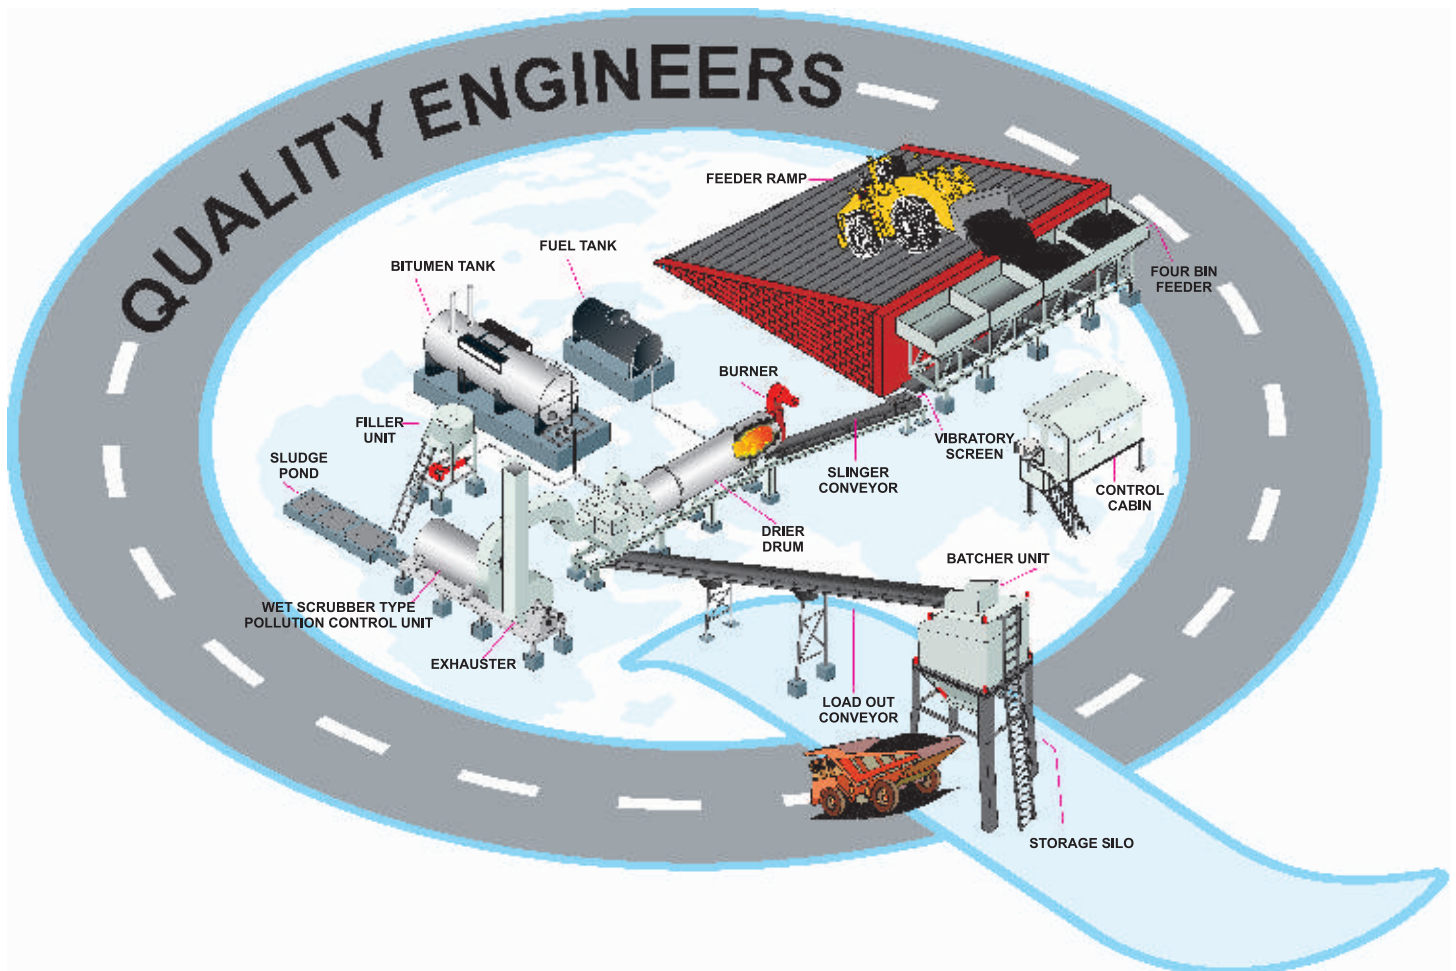 QUALITY ENGINEERS
FEEDER RAMP
FUEL TANK
BITUMEN TANK
FOUR BIN
FEEDER
BURNER
FILLER
UNIT
VIBRATORY
SCREEN
SLUDGE
POND
SLINGER
CONVEYOR
CONTROL
CABIN
DRIER
DRUM
BATCHER UNIT
WET SCRUBBER TYPE
POLLUTION CONTROL UNIT
EXHAUSTER
LOAD OUT
CONVEYOR
STORAGE SILO